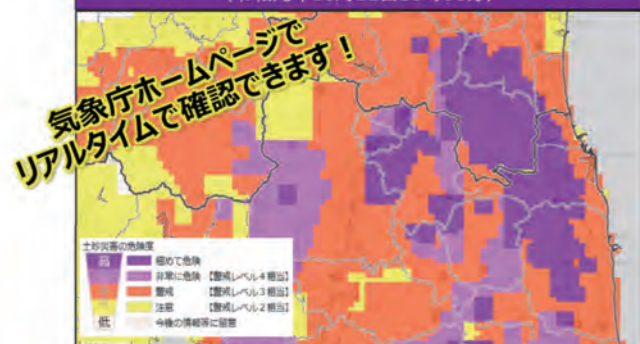 気象庁ホームページで
リアルタイムで確認できます！
土砂災害の危険度
高
極めて危険
非常に危険 【警戒レベル4相当】
警戒 【警戒レベル3相当】
注意 【警戒レベル2相当】
低
今後の情報等に留意